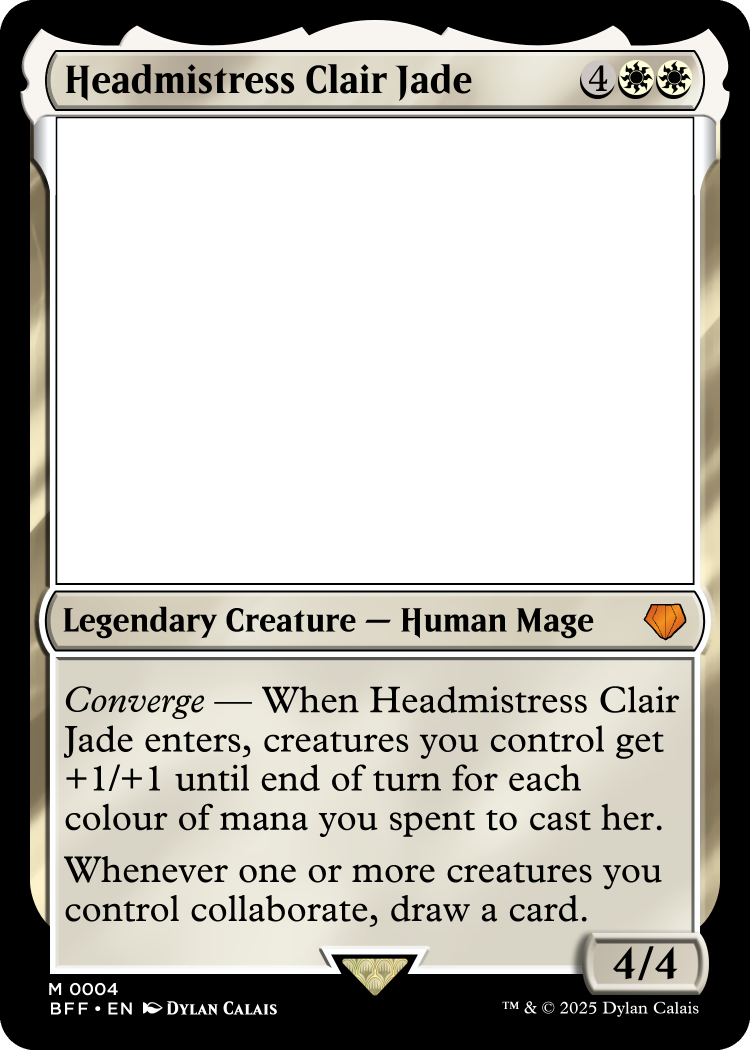 Headmistress Clair Jade 4
Legendary Creature — Human Mage
Converge — When Headmistress Clair
Jade enters, creatures you control get
+1/+1 until end of turn for each
colour of mana you spent to cast her.
Whenever one or more creatures you
control collaborate, draw a card.
4/4
M 0004
BFF • EN Dylan Calais
™ & © 2025 Dylan Calais